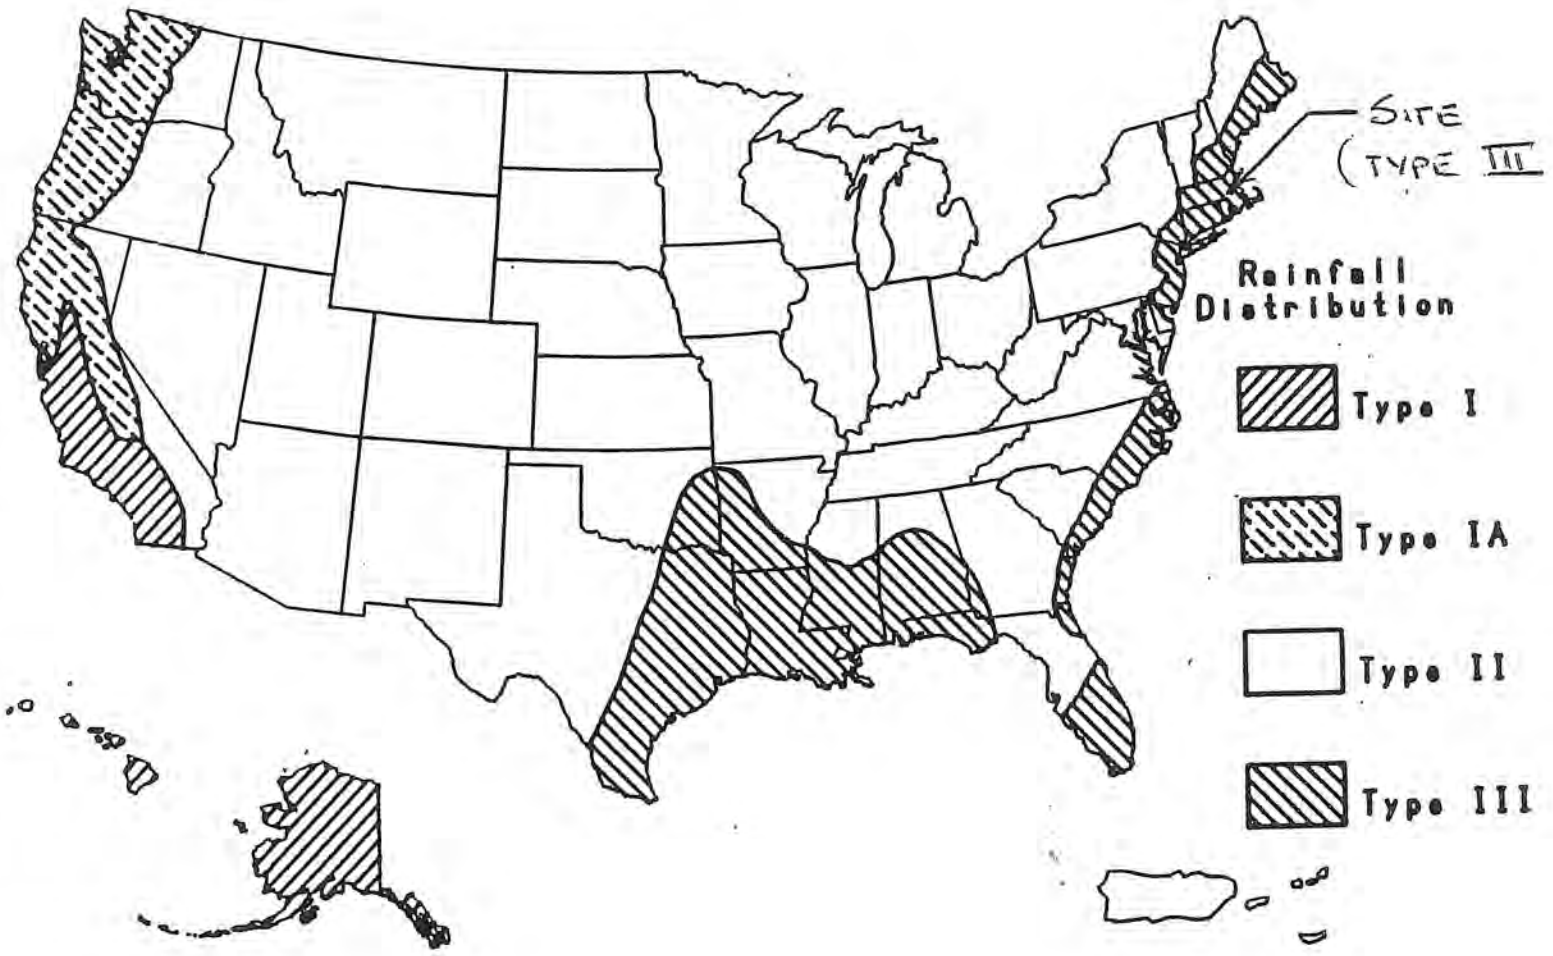 SITE
(TYPE III
Rainfall
Distribution
Type I
Type IA
Type II
Type III